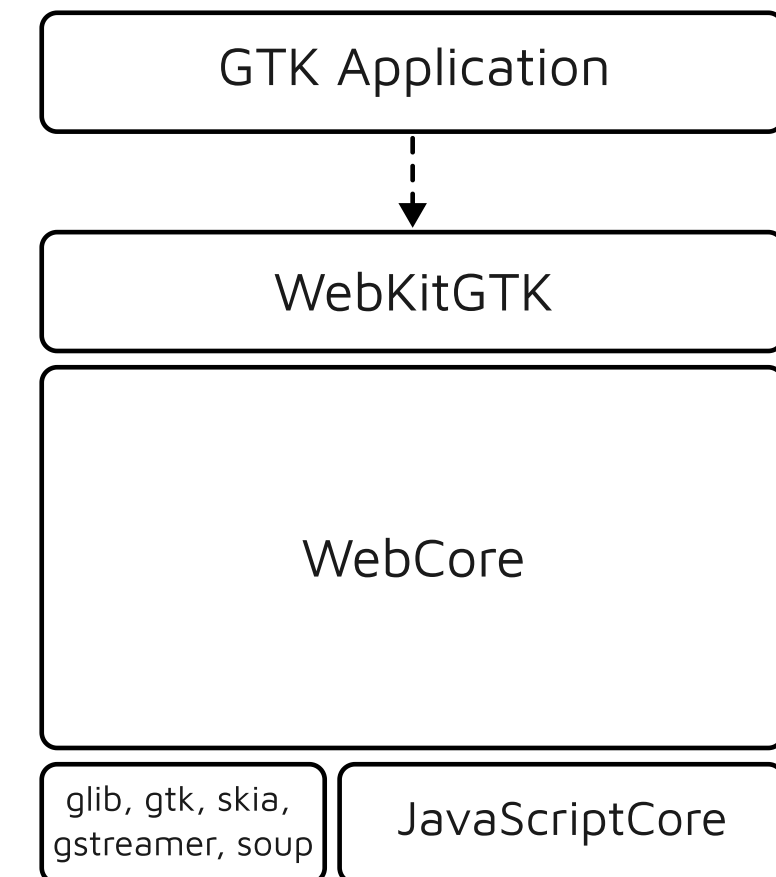 GTK Application
WebKitGTK
WebCore
glib, gtk, skia,
gstreamer, soup
JavaScriptCore